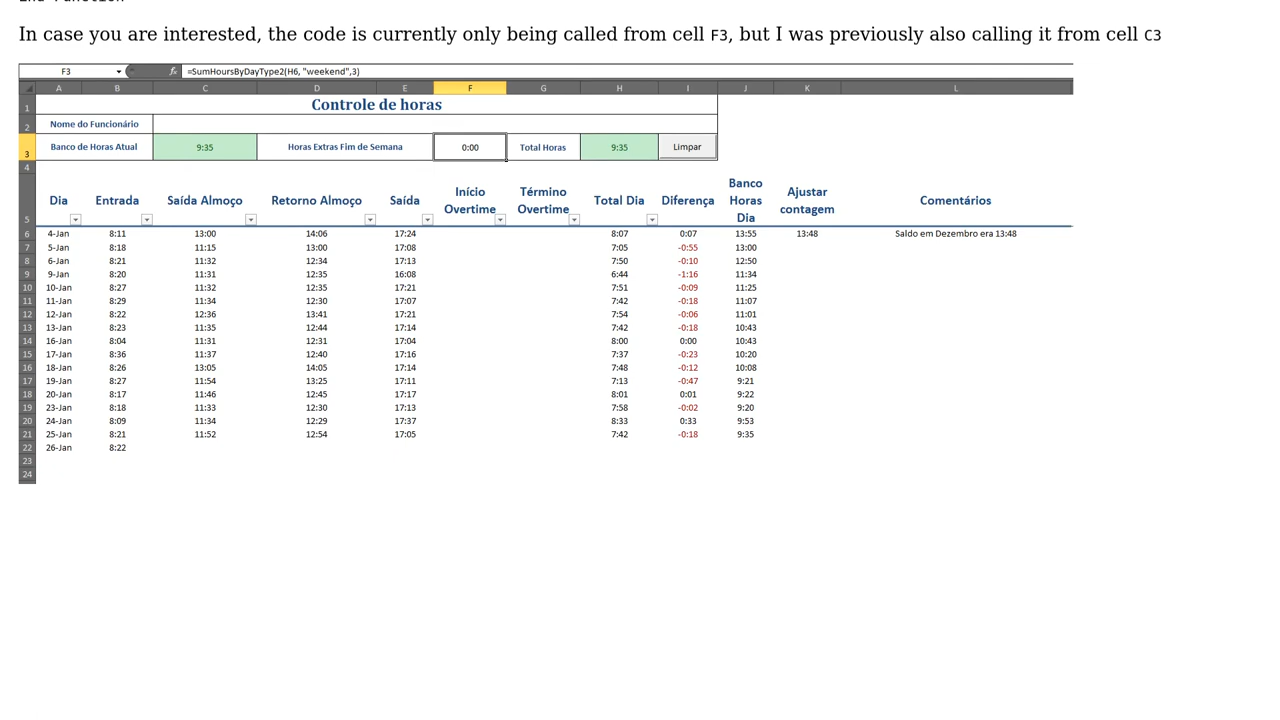 End Function
In case you are interested, the code is currently only being called from cell F3, but I was previously also calling it from cell C3
F3 fx =SumHoursByDayType2(H6, "weekend",3)
A B C D E F G H I J K L
1 Controle de horas
2 Nome do Funcionário
3 Banco de Horas Atual 9:35 Horas Extras Fim de Semana 0:00 Total Horas 9:35 Limpar
4
5 Dia Entrada Saída Almoço Retorno Almoço Saída Início Overtime Término Overtime Total Dia Diferença Banco Horas Dia Ajustar contagem Comentários
6 4-Jan 8:11 13:00 14:06 17:24 8:07 0:07 13:55 13:48 Saldo em Dezembro era 13:48
7 5-Jan 8:18 11:15 13:00 17:08 7:05 -0:55 13:00
8 6-Jan 8:21 11:32 12:34 17:13 7:50 -0:10 12:50
9 9-Jan 8:20 11:31 12:35 16:08 6:44 -1:16 11:34
10 10-Jan 8:27 11:32 12:35 17:21 7:51 -0:09 11:25
11 11-Jan 8:29 11:34 12:30 17:07 7:42 -0:18 11:07
12 12-Jan 8:22 12:36 13:41 17:21 7:54 -0:06 11:01
13 13-Jan 8:23 11:35 12:44 17:14 7:42 -0:18 10:43
14 16-Jan 8:04 11:31 12:31 17:04 8:00 0:00 10:43
15 17-Jan 8:36 11:37 12:40 17:16 7:37 -0:23 10:20
16 18-Jan 8:26 13:05 14:05 17:14 7:48 -0:12 10:08
17 19-Jan 8:27 11:54 13:25 17:11 7:13 -0:47 9:21
18 20-Jan 8:17 11:46 12:45 17:17 8:01 0:01 9:22
19 23-Jan 8:18 11:33 12:30 17:13 7:58 -0:02 9:20
20 24-Jan 8:09 11:34 12:29 17:37 8:33 0:33 9:53
21 25-Jan 8:21 11:52 12:54 17:05 7:42 -0:18 9:35
22 26-Jan 8:22
23
24